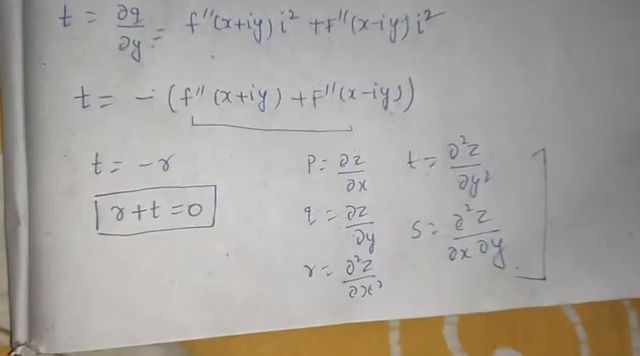 t = ∂q/∂y = f''(x+iy) i² + F''(x-iy) i²
t = -i (f''(x+iy) + F''(x-iy))
t = -r
r+t=0
p = ∂z/∂x
q = ∂z/∂y
r = ∂²z/∂x²
t = ∂²z/∂y²
s = ∂²z/∂x∂y